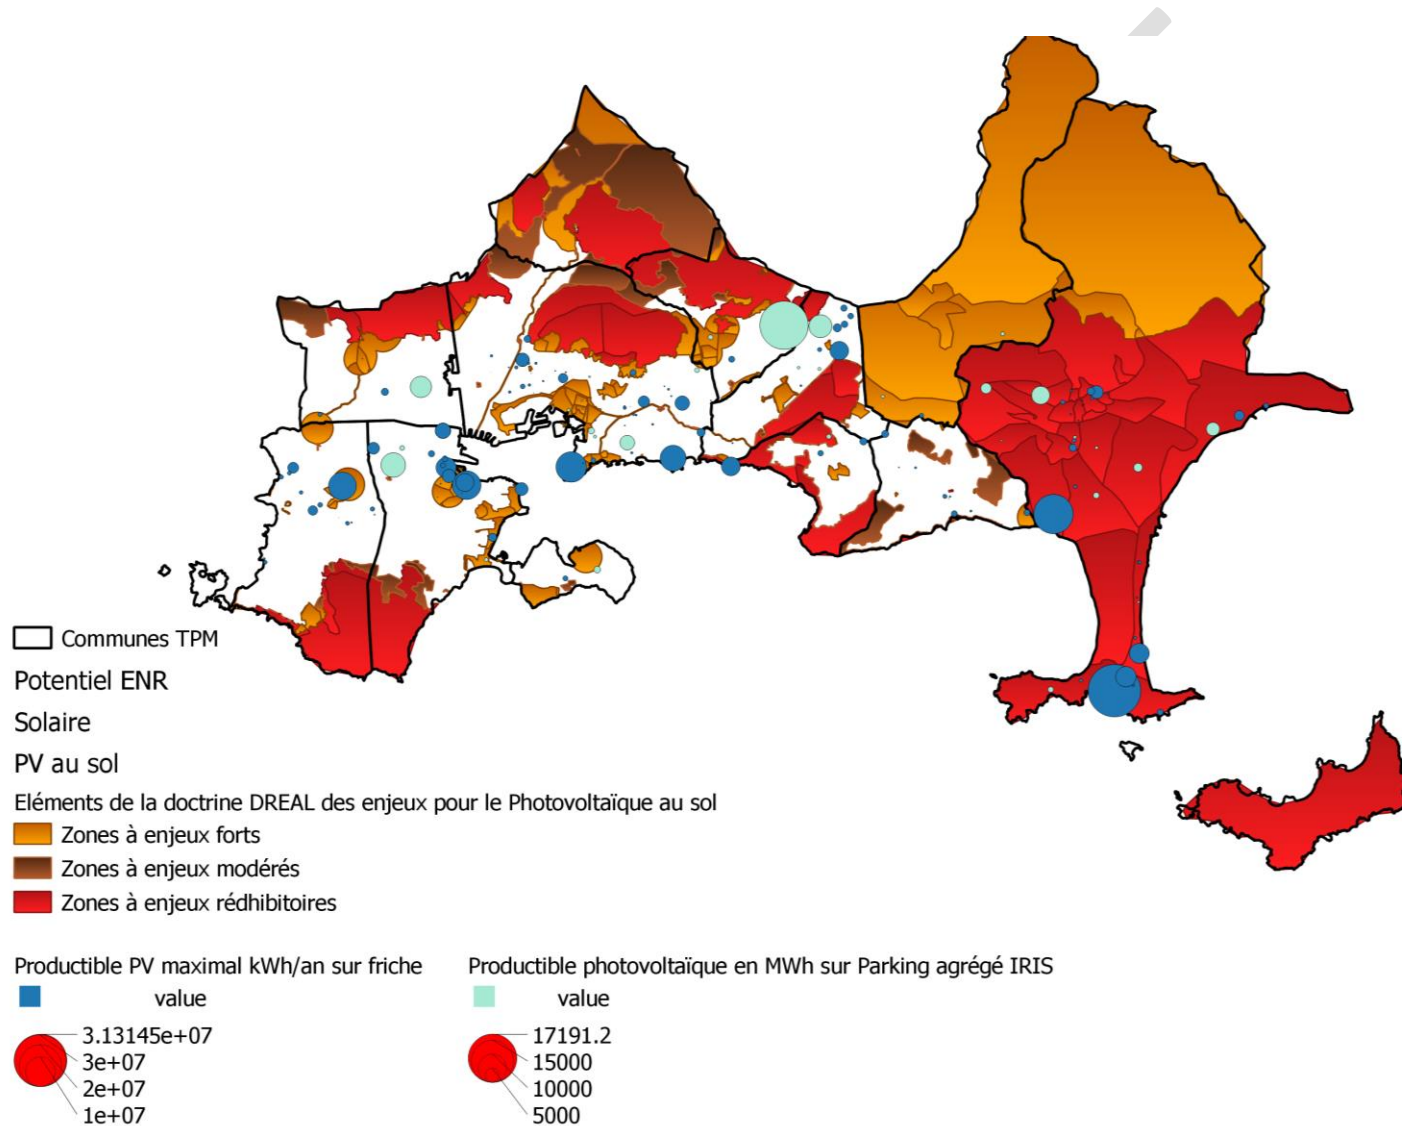 Communes TPM
Potentiel ENR
Solaire
PV au sol
Eléments de la doctrine DREAL des enjeux pour le Photovoltaïque au sol
Zones à enjeux forts
Zones à enjeux modérés
Zones à enjeux rédhibitoires
Productible PV maximal kWh/an sur friche
value
3.13145e+07
3e+07
2e+07
1e+07
Productible photovoltaïque en MWh sur Parking agrégé IRIS
value
17191.2
15000
10000
5000